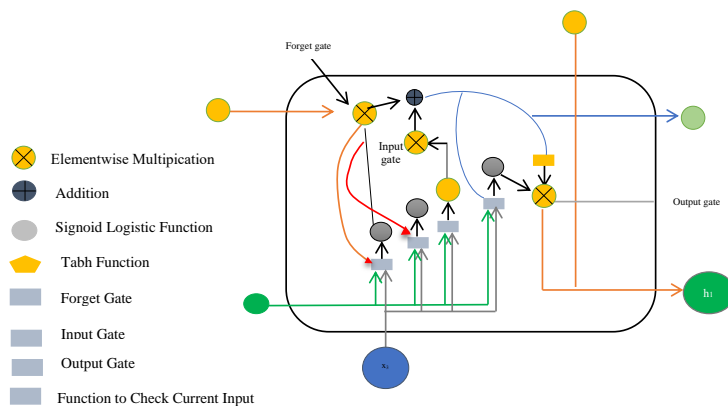 Forget gate
Input
gate
Output gate
h1
Elementwise Multipication
Addition
Signoid Logistic Function
Tabh Function
Forget Gate
Input Gate
Output Gate
Function to Check Current Input